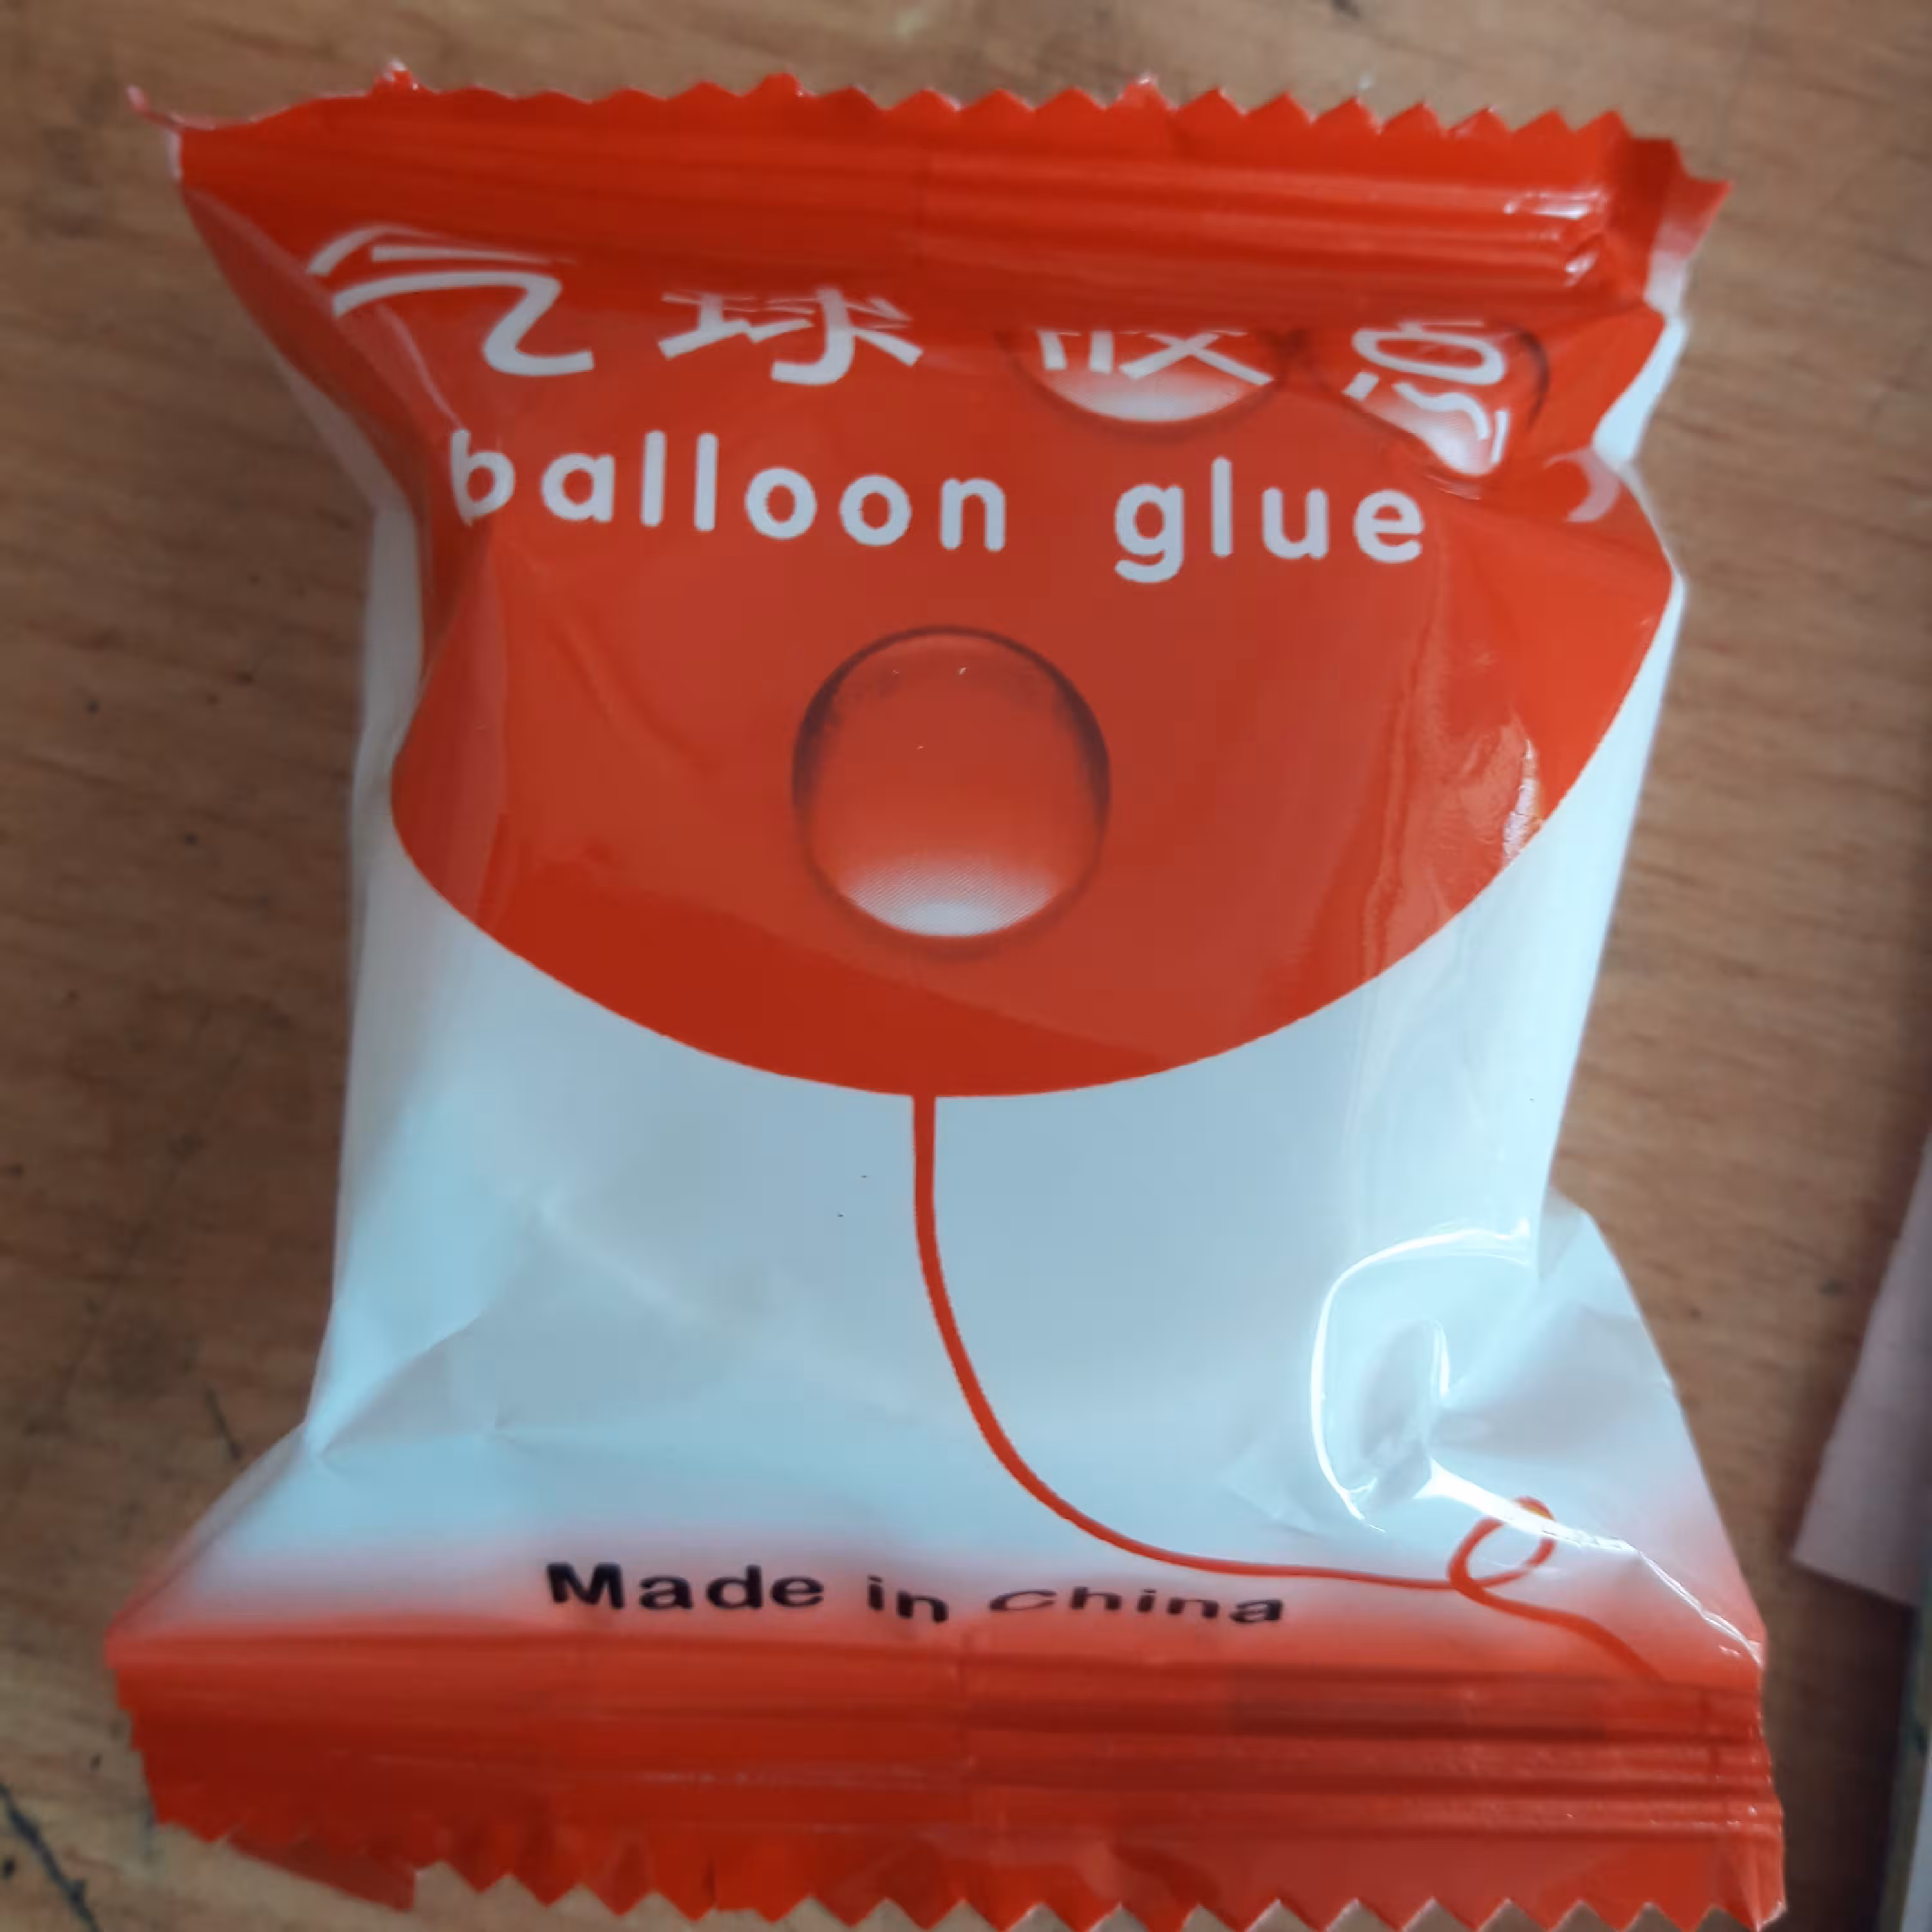 气球胶点
balloon glue
Made in China